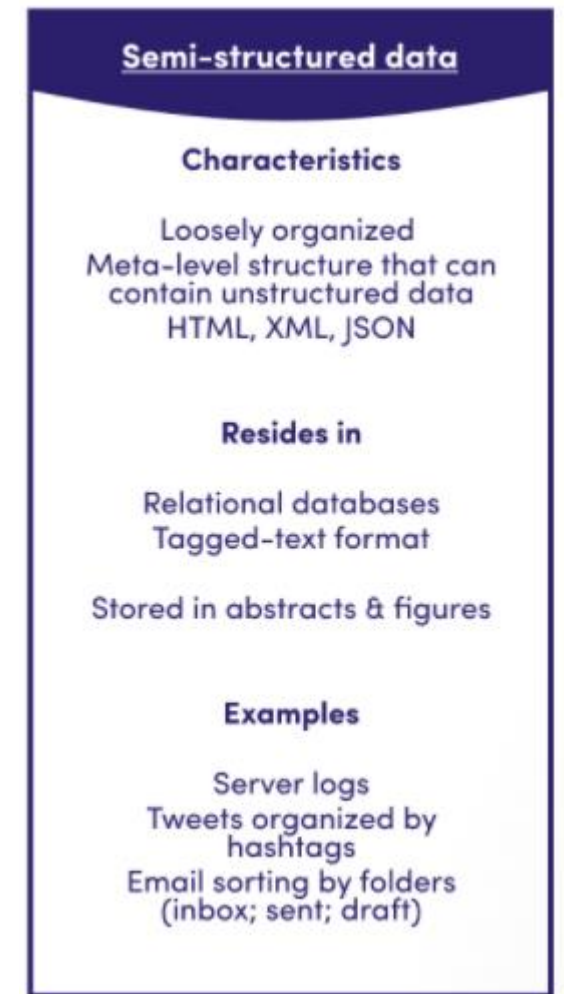 Semi-structured data
Characteristics
Loosely organized
Meta-level structure that can
contain unstructured data
HTML, XML, JSON
Resides in
Relational databases
Tagged-text format
Stored in abstracts & figures
Examples
Server logs
Tweets organized by
hashtags
Email sorting by folders
(inbox; sent; draft)